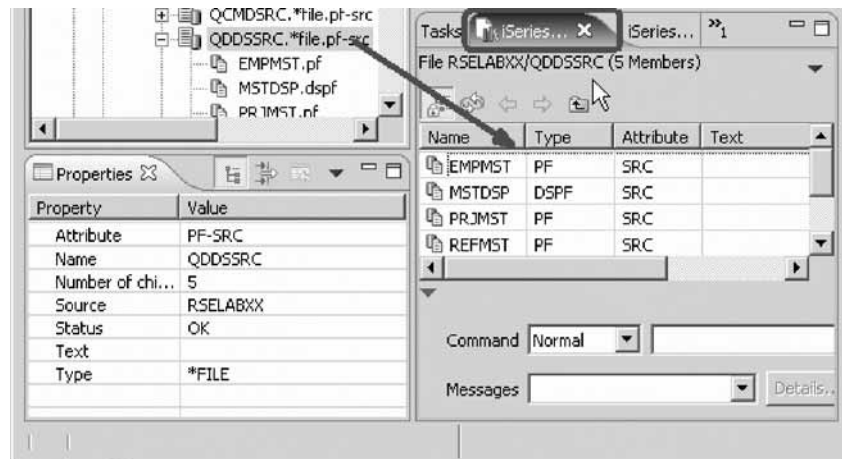 QCMDSRC.*file.pf-src
QDDSSRC.*file.pf-src
EMPMST.pf
MSTDSP.dspf
PRJMST.pf
Properties
Property Value
Attribute PF-SRC
Name QDDSSRC
Number of chi... 5
Source RSELABXX
Status OK
Text
Type *FILE
Tasks iSeries... iSeries... »1
File RSELABXX/QDDSSRC (5 Members)
Name Type Attribute Text
EMPMST PF SRC
MSTDSP DSPF SRC
PRJMST PF SRC
REFMST PF SRC
Command Normal
Messages Details..